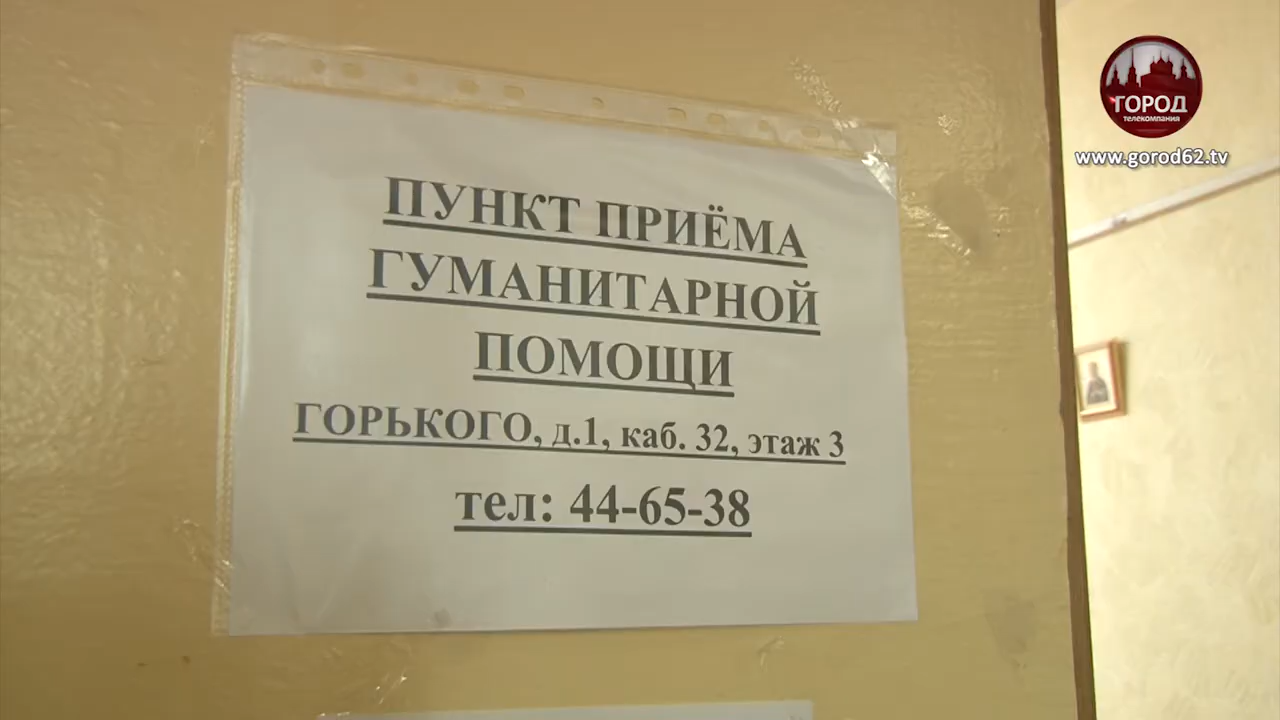 ГОРОД
телекомпания
www.gorod62.tv
ПУНКТ ПРИЁМА
ГУМАНИТАРНОЙ
ПОМОЩИ
ГОРЬКОГО, д.1, каб. 32, этаж 3
тел: 44-65-38